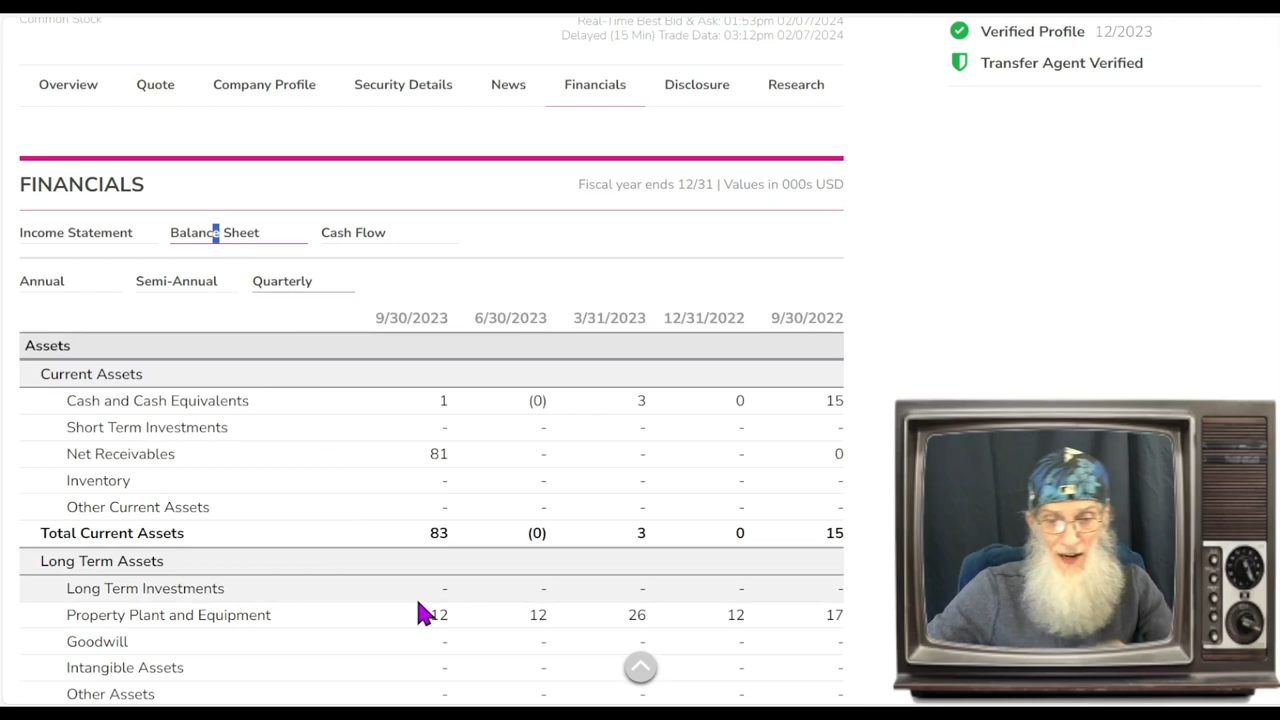 Common Stock
Real-Time Best Bid & Ask: 01:53pm 02/07/2024
Delayed (15 Min) Trade Data: 03:12pm 02/07/2024
Verified Profile 12/2023
Transfer Agent Verified
Overview Quote Company Profile Security Details News Financials Disclosure Research
FINANCIALS
Fiscal year ends 12/31 | Values in 000s USD
Income Statement Balance Sheet Cash Flow
Annual Semi-Annual Quarterly
9/30/2023 6/30/2023 3/31/2023 12/31/2022 9/30/2022
Assets
Current Assets
Cash and Cash Equivalents 1 (0) 3 0 15
Short Term Investments - - - - -
Net Receivables 81 - - - 0
Inventory - - - - -
Other Current Assets - - - - -
Total Current Assets 83 (0) 3 0 15
Long Term Assets
Long Term Investments - - - - -
Property Plant and Equipment 12 12 26 12 17
Goodwill - - - - -
Intangible Assets - - - - -
Other Assets - - - - -